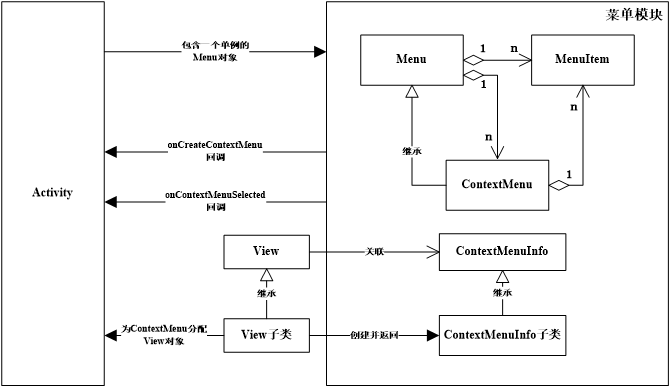 菜单模块
包含一个单例的
Menu对象
Menu
1
n
MenuItem
1
n
n
onCreateContextMenu
回调
继承
Activity
ContextMenu
1
onContextMenuSelected
回调
View
关联
ContextMenuInfo
继承
继承
为ContextMenu分配
View对象
View子类
创建并返回
ContextMenuInfo子类